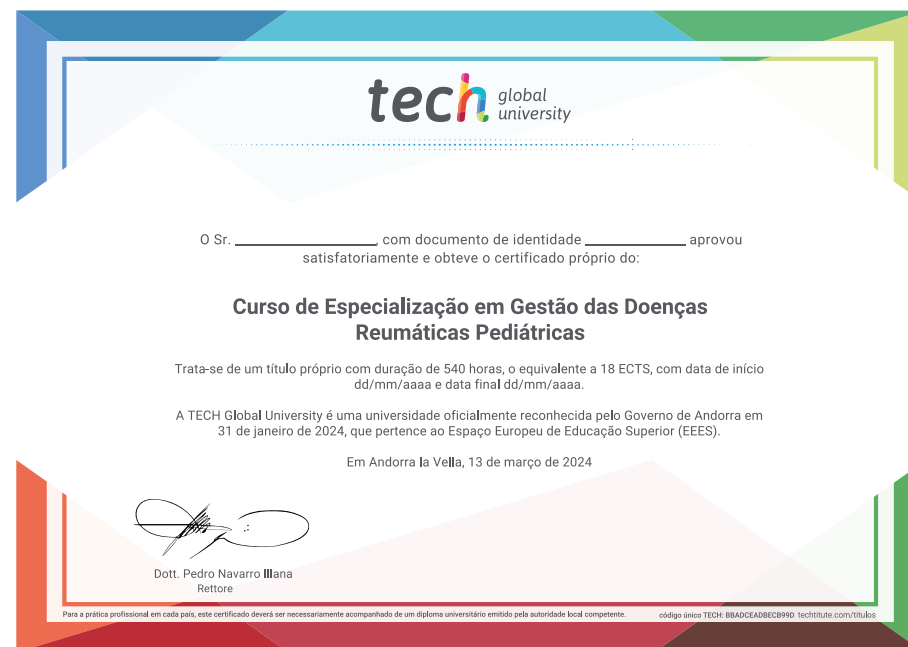 tech global university
O Sr. ____________________, com documento de identidade ______________ aprovou
satisfatoriamente e obteve o certificado próprio do:
Curso de Especialização em Gestão das Doenças
Reumáticas Pediátricas
Trata-se de um título próprio com duração de 540 horas, o equivalente a 18 ECTS, com data de início
dd/mm/aaaa e data final dd/mm/aaaa.
A TECH Global University é uma universidade oficialmente reconhecida pelo Governo de Andorra em
31 de janeiro de 2024, que pertence ao Espaço Europeu de Educação Superior (EEES).
Em Andorra la Vella, 13 de março de 2024
Dott. Pedro Navarro Illana
Rettore
Para a prática profissional em cada país, este certificado deverá ser necessariamente acompanhado de um diploma universitário emitido pela autoridade local competente.
código único TECH: BBADCEADBECB99D techtitute.com/titulos